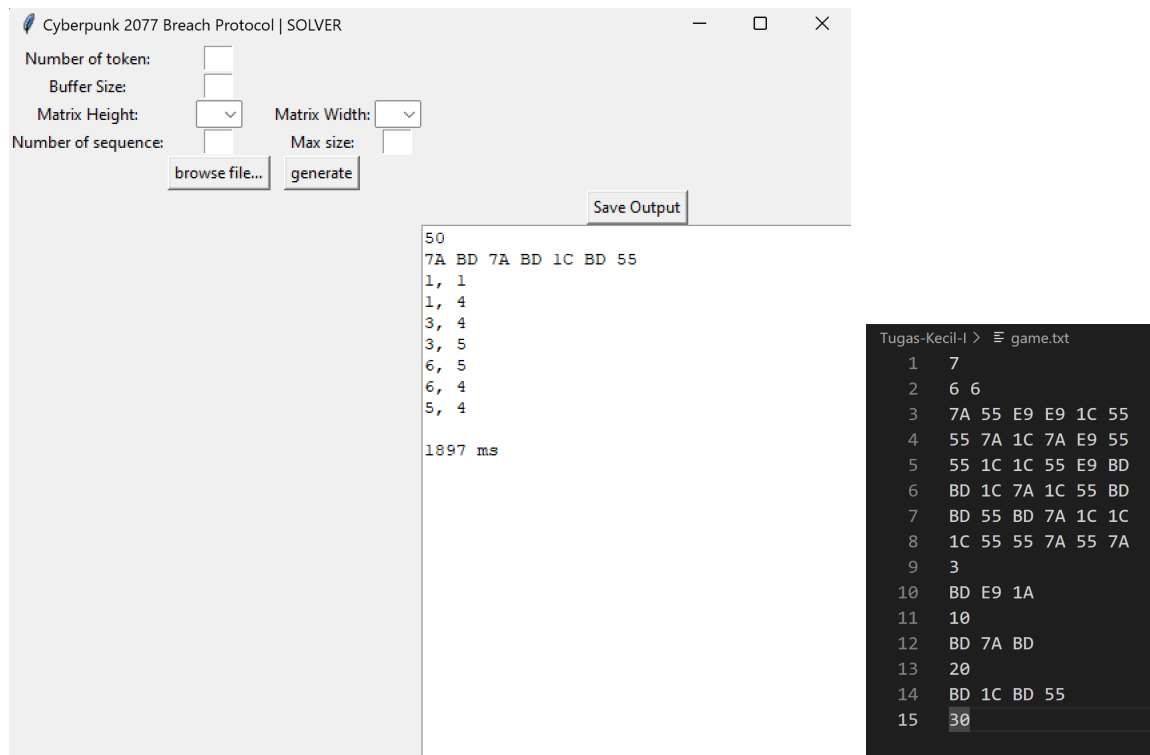 Cyberpunk 2077 Breach Protocol | SOLVER
Number of token:
Buffer Size:
Matrix Height: Matrix Width:
Number of sequence: Max size:
browse file... generate
Save Output
50
7A BD 7A BD 1C BD 55
1, 1
1, 4
3, 4
3, 5
6, 5
6, 4
5, 4
1897 ms
Tugas-Kecil-I > game.txt
1 7
2 6 6
3 7A 55 E9 E9 1C 55
4 55 7A 1C 7A E9 55
5 55 1C 1C 55 E9 BD
6 BD 1C 7A 1C 55 BD
7 BD 55 BD 7A 1C 1C
8 1C 55 55 7A 55 7A
9 3
10 BD E9 1A
11 10
12 BD 7A BD
13 20
14 BD 1C BD 55
15 30